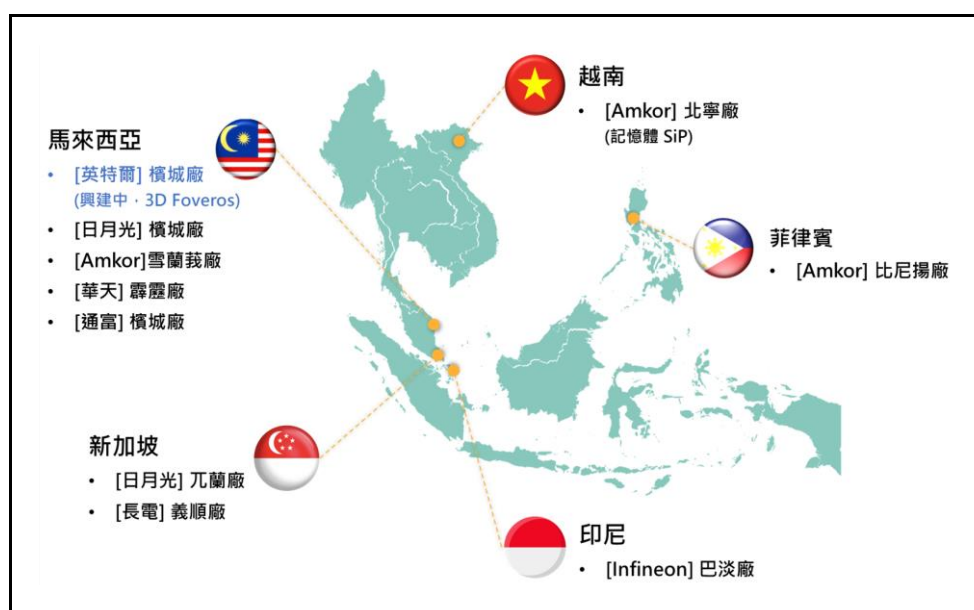 越南
• [Amkor] 北寧廠
(記憶體 SiP)
馬來西亞
• [英特爾] 檳城廠
(興建中，3D Foveros)
• [日月光] 檳城廠
• [Amkor]雪蘭莪廠
• [華天] 霹靂廠
• [通富] 檳城廠
菲律賓
• [Amkor] 比尼揚廠
新加坡
• [日月光] 兀蘭廠
• [長電] 義順廠
印尼
• [Infineon] 巴淡廠